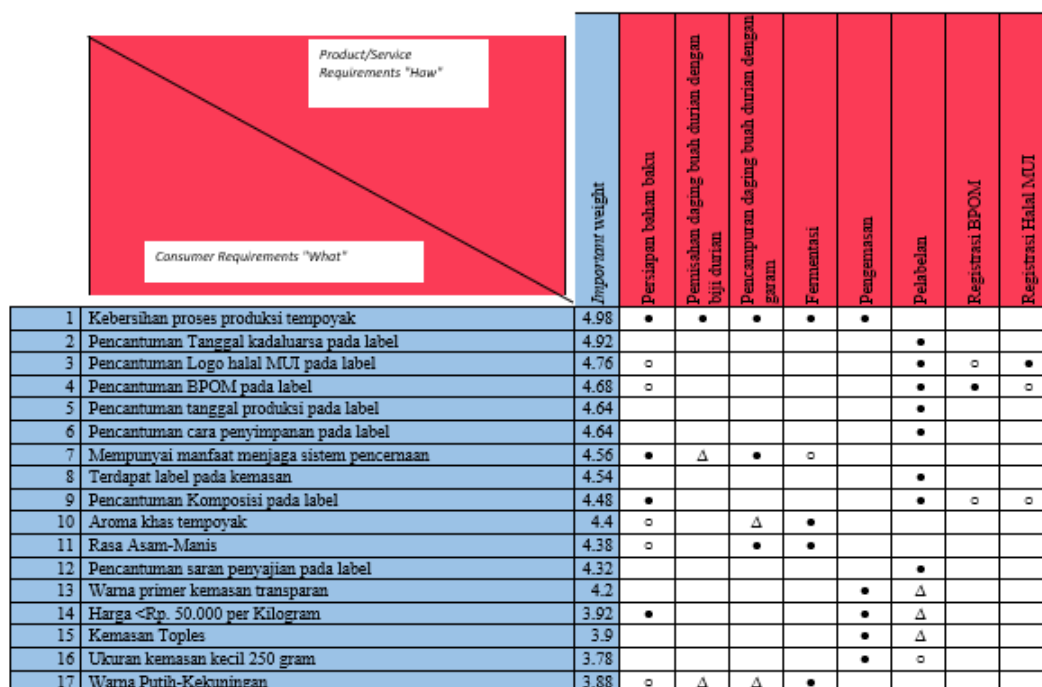 Product/Service
Requirements "How"
Consumer Requirements "What"
Important weight
Persiapan bahan baku
Pemisahan daging buah durian dengan
biji durian
Pencampuran daging buah durian dengan
garam
Fermentasi
Pengemasan
Pelabelan
Registrasi BPOM
Registrasi Halal MUI
1 Kebersihan proses produksi tempoyak 4.98 ● ● ● ● ●
2 Pencantuman Tanggal kadaluarsa pada label 4.92 ●
3 Pencantuman Logo halal MUI pada label 4.76 ○ ● ○ ●
4 Pencantuman BPOM pada label 4.68 ○ ● ● ○
5 Pencantuman tanggal produksi pada label 4.64 ●
6 Pencantuman cara penyimpanan pada label 4.64 ●
7 Mempunyai manfaat menjaga sistem pencernaan 4.56 ● Δ ● ○
8 Terdapat label pada kemasan 4.54 ●
9 Pencantuman Komposisi pada label 4.48 ● ● ○ ○
10 Aroma khas tempoyak 4.4 ○ Δ ●
11 Rasa Asam-Manis 4.38 ○ ● ●
12 Pencantuman saran penyajian pada label 4.32 ●
13 Warna primer kemasan transparan 4.2 ● Δ
14 Harga <Rp. 50.000 per Kilogram 3.92 ● ● Δ
15 Kemasan Toples 3.9 ● Δ
16 Ukuran kemasan kecil 250 gram 3.78 ● ○
17 Warna Putih-Kekuningan 3.88 ○ Δ Δ ●